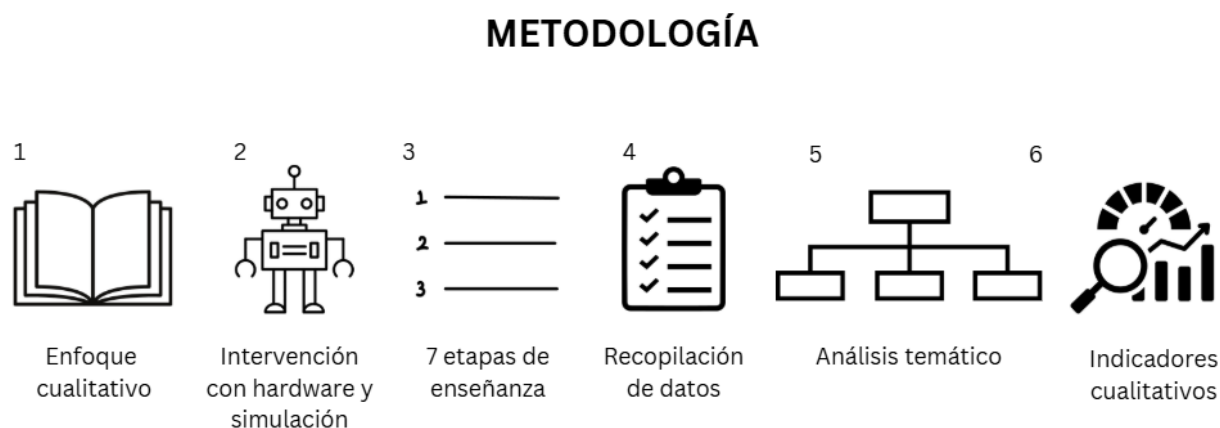 METODOLOGÍA
1
2
3
4
5
6
1
2
3
Enfoque
cualitativo
Intervención
con hardware y
simulación
7 etapas de
enseñanza
Recopilación
de datos
Análisis temático
Indicadores
cualitativos